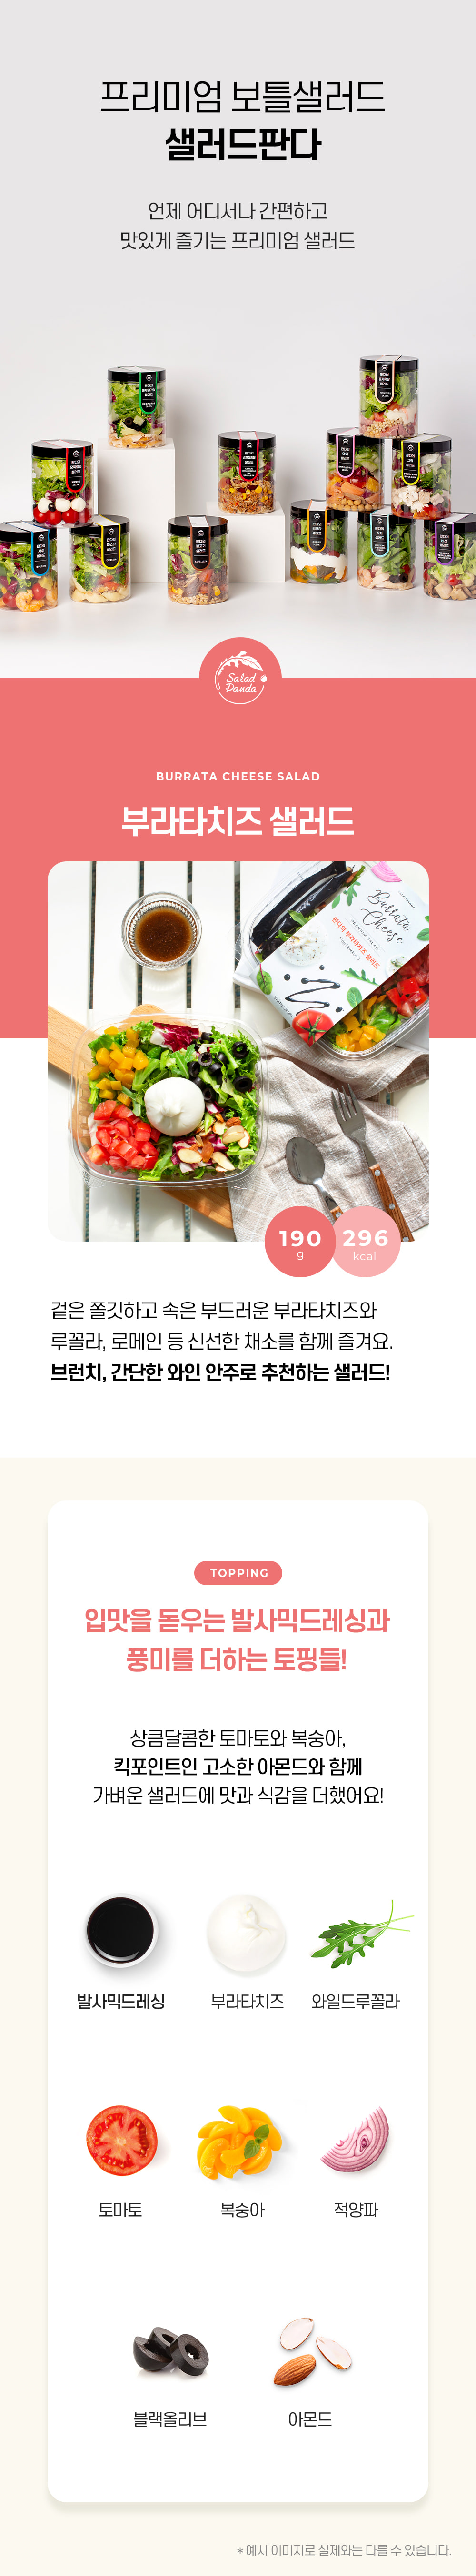 프리미엄 보틀샐러드
샐러드판다
언제 어디서나 간편하고
맛있게 즐기는 프리미엄 샐러드
Salad
Panda
BURRATA CHEESE SALAD
부라타치즈 샐러드
Burrata
Cheese
판다의 부라타치즈 샐러드
190
g
296
kcal
겉은 쫄깃하고 속은 부드러운 부라타치즈와
루꼴라, 로메인 등 신선한 채소를 함께 즐겨요.
브런치, 간단한 와인 안주로 추천하는 샐러드!
TOPPING
입맛을 돋우는 발사믹드레싱과
풍미를 더하는 토핑들!
상큼달콤한 토마토와 복숭아,
킥포인트인 고소한 아몬드와 함께
가벼운 샐러드에 맛과 식감을 더했어요!
발사믹드레싱
부라타치즈
와일드루꼴라
토마토
복숭아
적양파
블랙올리브
아몬드
* 예시 이미지로 실제와는 다를 수 있습니다.